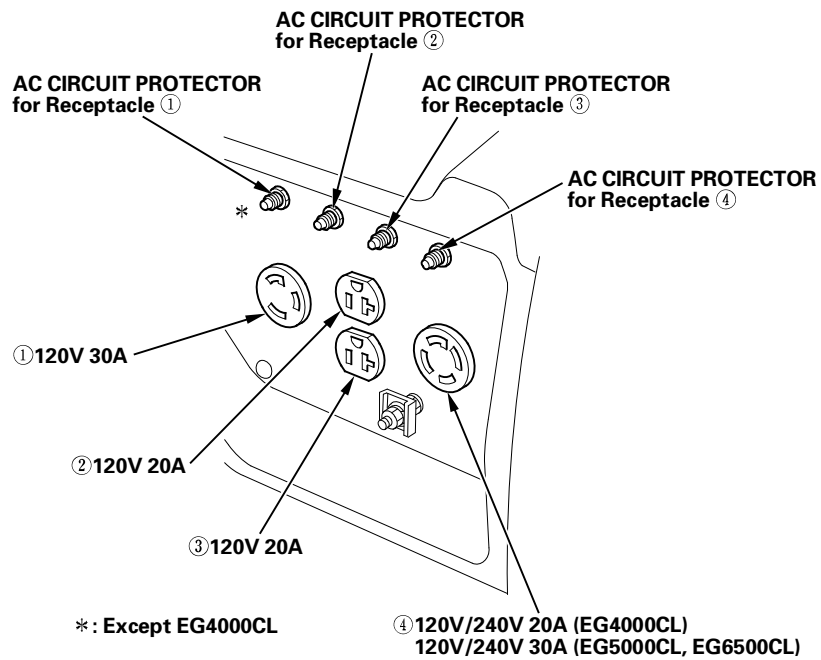 AC CIRCUIT PROTECTOR
for Receptacle ②
AC CIRCUIT PROTECTOR
for Receptacle ①
AC CIRCUIT PROTECTOR
for Receptacle ③
AC CIRCUIT PROTECTOR
for Receptacle ④
*
①120V 30A
②120V 20A
③120V 20A
*: Except EG4000CL
④120V/240V 20A (EG4000CL)
120V/240V 30A (EG5000CL, EG6500CL)